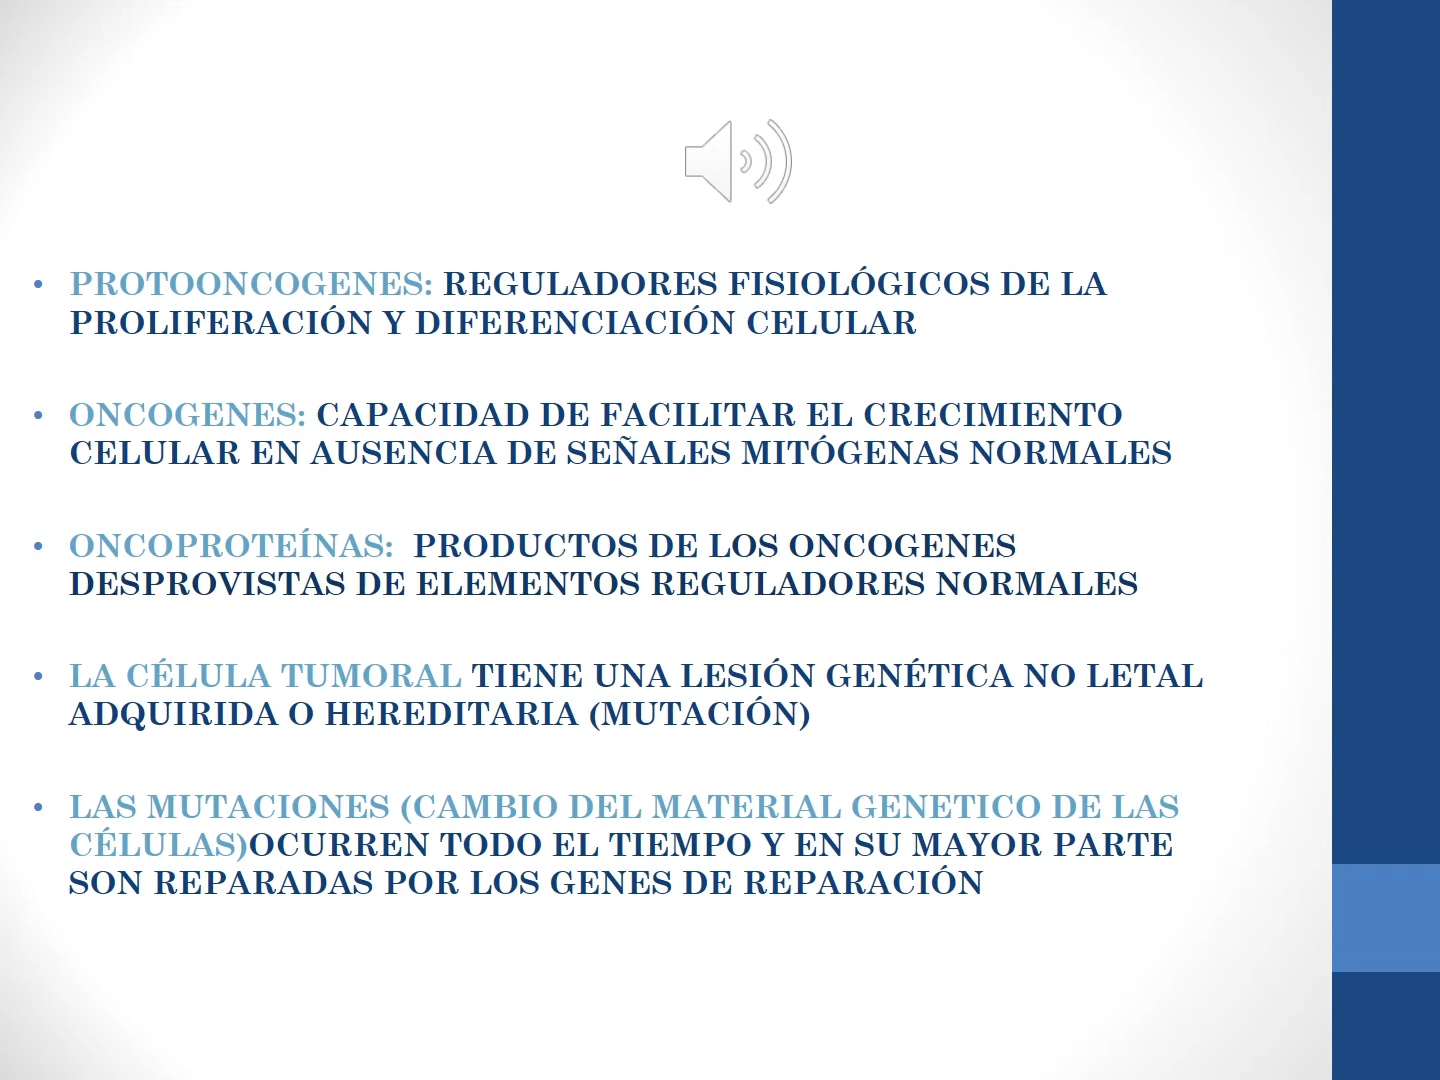 • PROTOONCOGENES: REGULADORES FISIOLÓGICOS DE LA
PROLIFERACIÓN Y DIFERENCIACIÓN CELULAR
• ONCOGENES: CAPACIDAD DE FACILITAR EL CRECIMIENTO
CELULAR EN AUSENCIA DE SEÑALES MITÓGENAS NORMALES
• ONCOPROTEÍNAS: PRODUCTOS DE LOS ONCOGENES
DESPROVISTAS DE ELEMENTOS REGULADORES NORMALES
• LA CÉLULA TUMORAL TIENE UNA LESIÓN GENÉTICA NO LETAL
ADQUIRIDA O HEREDITARIA (MUTACIÓN)
• LAS MUTACIONES (CAMBIO DEL MATERIAL GENETICO DE LAS
CÉLULAS)OCURREN TODO EL TIEMPO Y EN SU MAYOR PARTE
SON REPARADAS POR LOS GENES DE REPARACIÓN